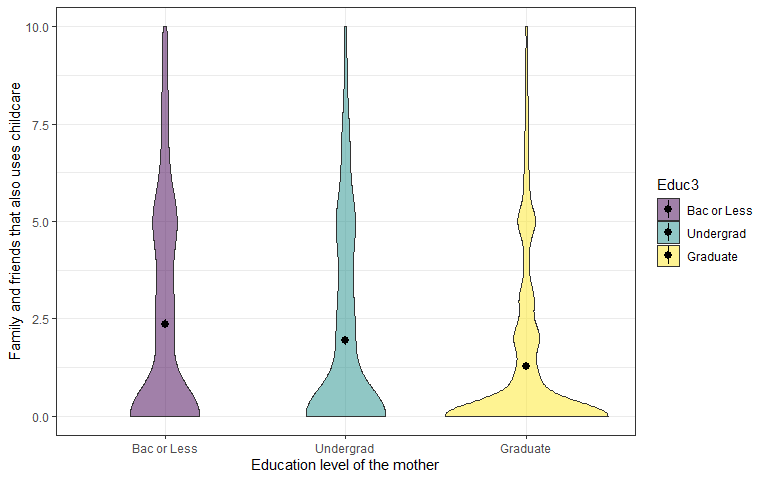 10.0
7.5
5.0
2.5
0.0
Family and friends that also uses childcare
Bac or Less
Undergrad
Graduate
Education level of the mother
Educ3
Bac or Less
Undergrad
Graduate